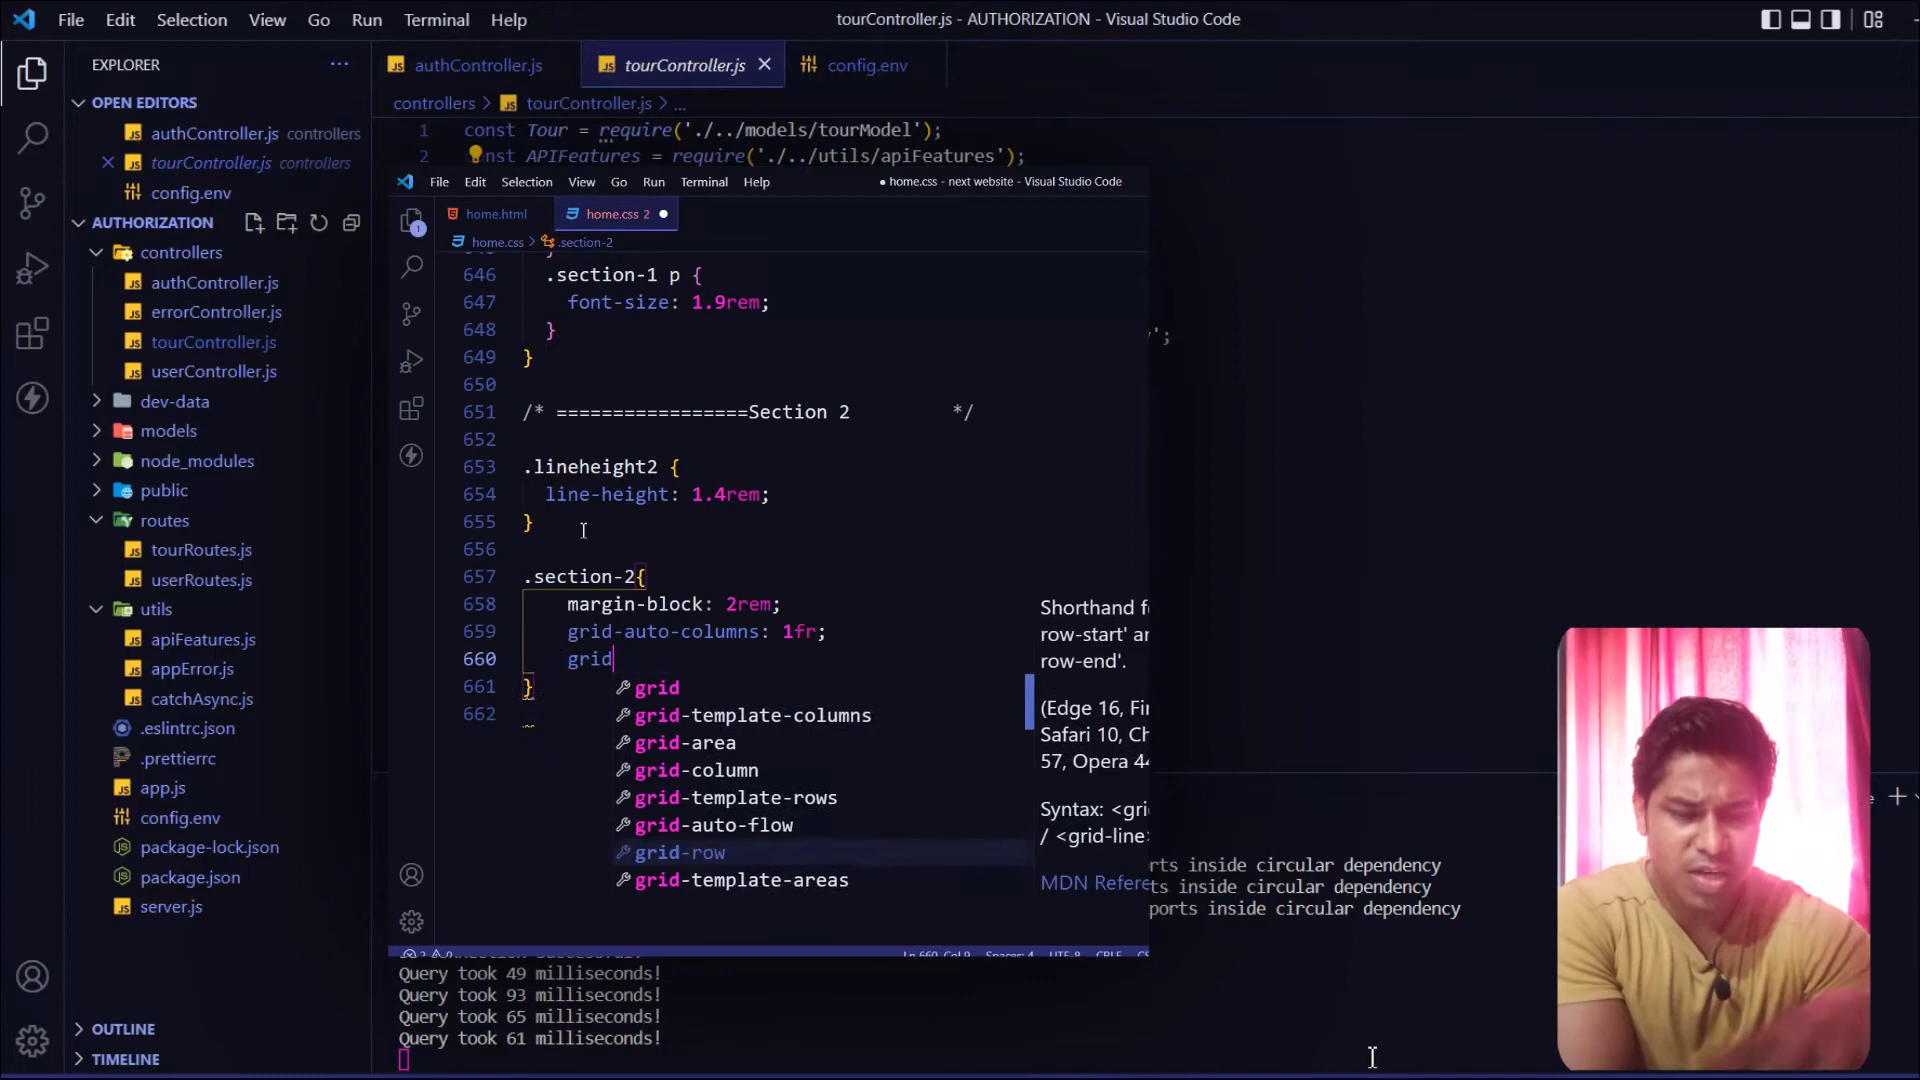 File Edit Selection View Go Run Terminal Help
tourController.js - AUTHORIZATION - Visual Studio Code
EXPLORER
OPEN EDITORS
authController.js controllers
tourController.js controllers
config.env
AUTHORIZATION
controllers
authController.js
errorController.js
tourController.js
userController.js
dev-data
models
node_modules
public
routes
tourRoutes.js
userRoutes.js
utils
apiFeatures.js
appError.js
catchAsync.js
.eslintrc.json
.prettierrc
app.js
config.env
package-lock.json
package.json
server.js
OUTLINE
TIMELINE
authController.js
tourController.js
config.env
controllers > tourController.js > ...
1 const Tour = require('./../models/tourModel');
2 nst APIFeatures = require('./../utils/apiFeatures');
y';
File Edit Selection View Go Run Terminal Help
● home.css - next website - Visual Studio Code
home.html
home.css 2
home.css > .section-2
1
646 .section-1 p {
647 font-size: 1.9rem;
648 }
649 }
650
651 /* =================Section 2 */
652
653 .lineheight2 {
654 line-height: 1.4rem;
655 }
656
657 .section-2{
658 margin-block: 2rem;
659 grid-auto-columns: 1fr;
660 grid
661 }
662
grid
grid-template-columns
grid-area
grid-column
grid-template-rows
grid-auto-flow
grid-row
grid-template-areas
Shorthand f
row-start' ar
row-end'.
(Edge 16, Fir
Safari 10, Ch
57, Opera 44
Syntax: <gri
/ <grid-line>
MDN Refere
Ln 660, Col 9 Spaces: 4 UTF-8 CRLF
rts inside circular dependency
ts inside circular dependency
ports inside circular dependency
Query took 49 milliseconds!
Query took 93 milliseconds!
Query took 65 milliseconds!
Query took 61 milliseconds!